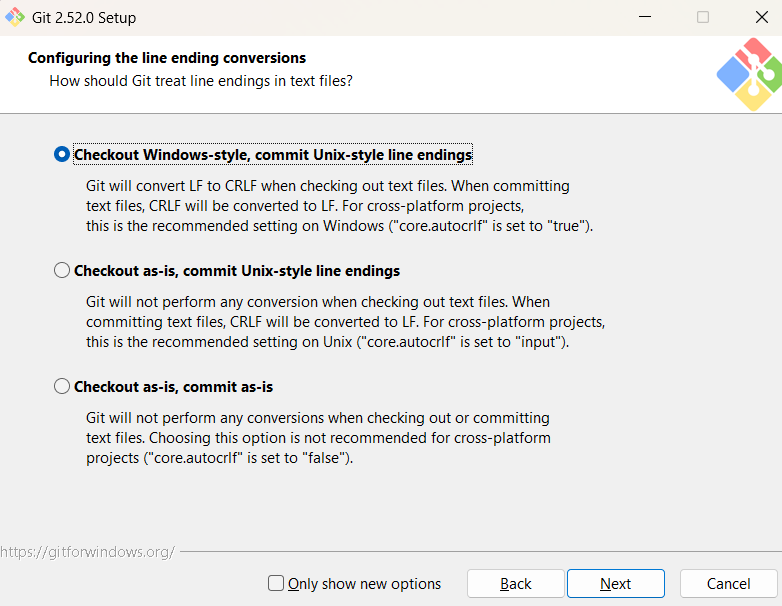 Git 2.52.0 Setup
Configuring the line ending conversions
How should Git treat line endings in text files?
Checkout Windows-style, commit Unix-style line endings
Git will convert LF to CRLF when checking out text files. When committing
text files, CRLF will be converted to LF. For cross-platform projects,
this is the recommended setting on Windows ("core.autocrlf" is set to "true").
Checkout as-is, commit Unix-style line endings
Git will not perform any conversion when checking out text files. When
committing text files, CRLF will be converted to LF. For cross-platform projects,
this is the recommended setting on Unix ("core.autocrlf" is set to "input").
Checkout as-is, commit as-is
Git will not perform any conversions when checking out or committing
text files. Choosing this option is not recommended for cross-platform
projects ("core.autocrlf" is set to "false").
https://gitforwindows.org/
Only show new options Back Next Cancel